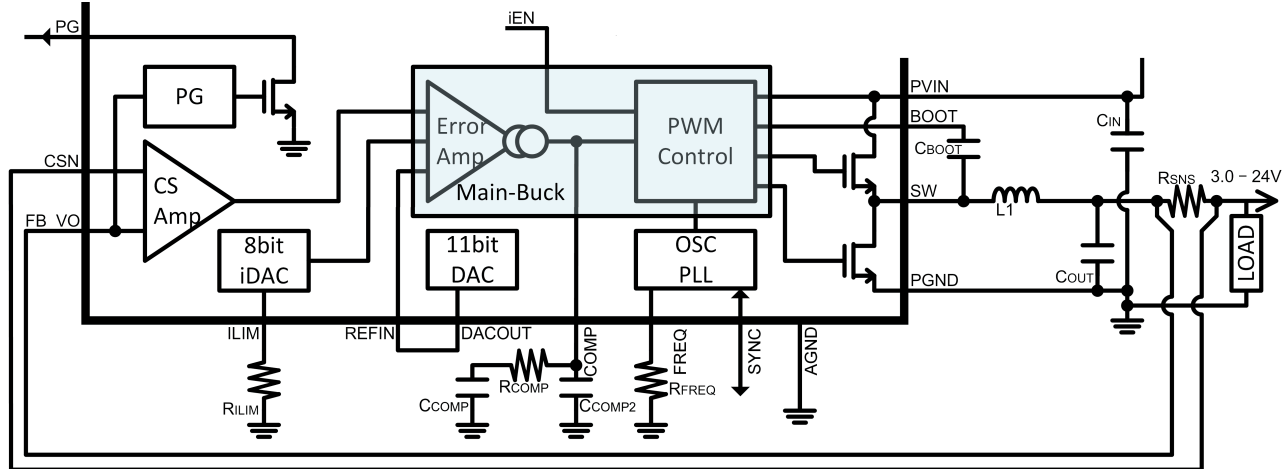 PG
iEN
PVIN
BOOT
CIN
CBOOT
PG
Error
Amp
PWM
Control
Main-Buck
CSN
CS
Amp
SW
L1
RSNS
3.0 – 24V
FB_VO
8bit
iDAC
11bit
DAC
OSC
PLL
COUT
LOAD
PGND
ILIM
REFIN
DACOUT
COMP
FREQ
SYNC
AGND
RILIM
CCOMP
RCOMP
CCOMP2
RFREQ